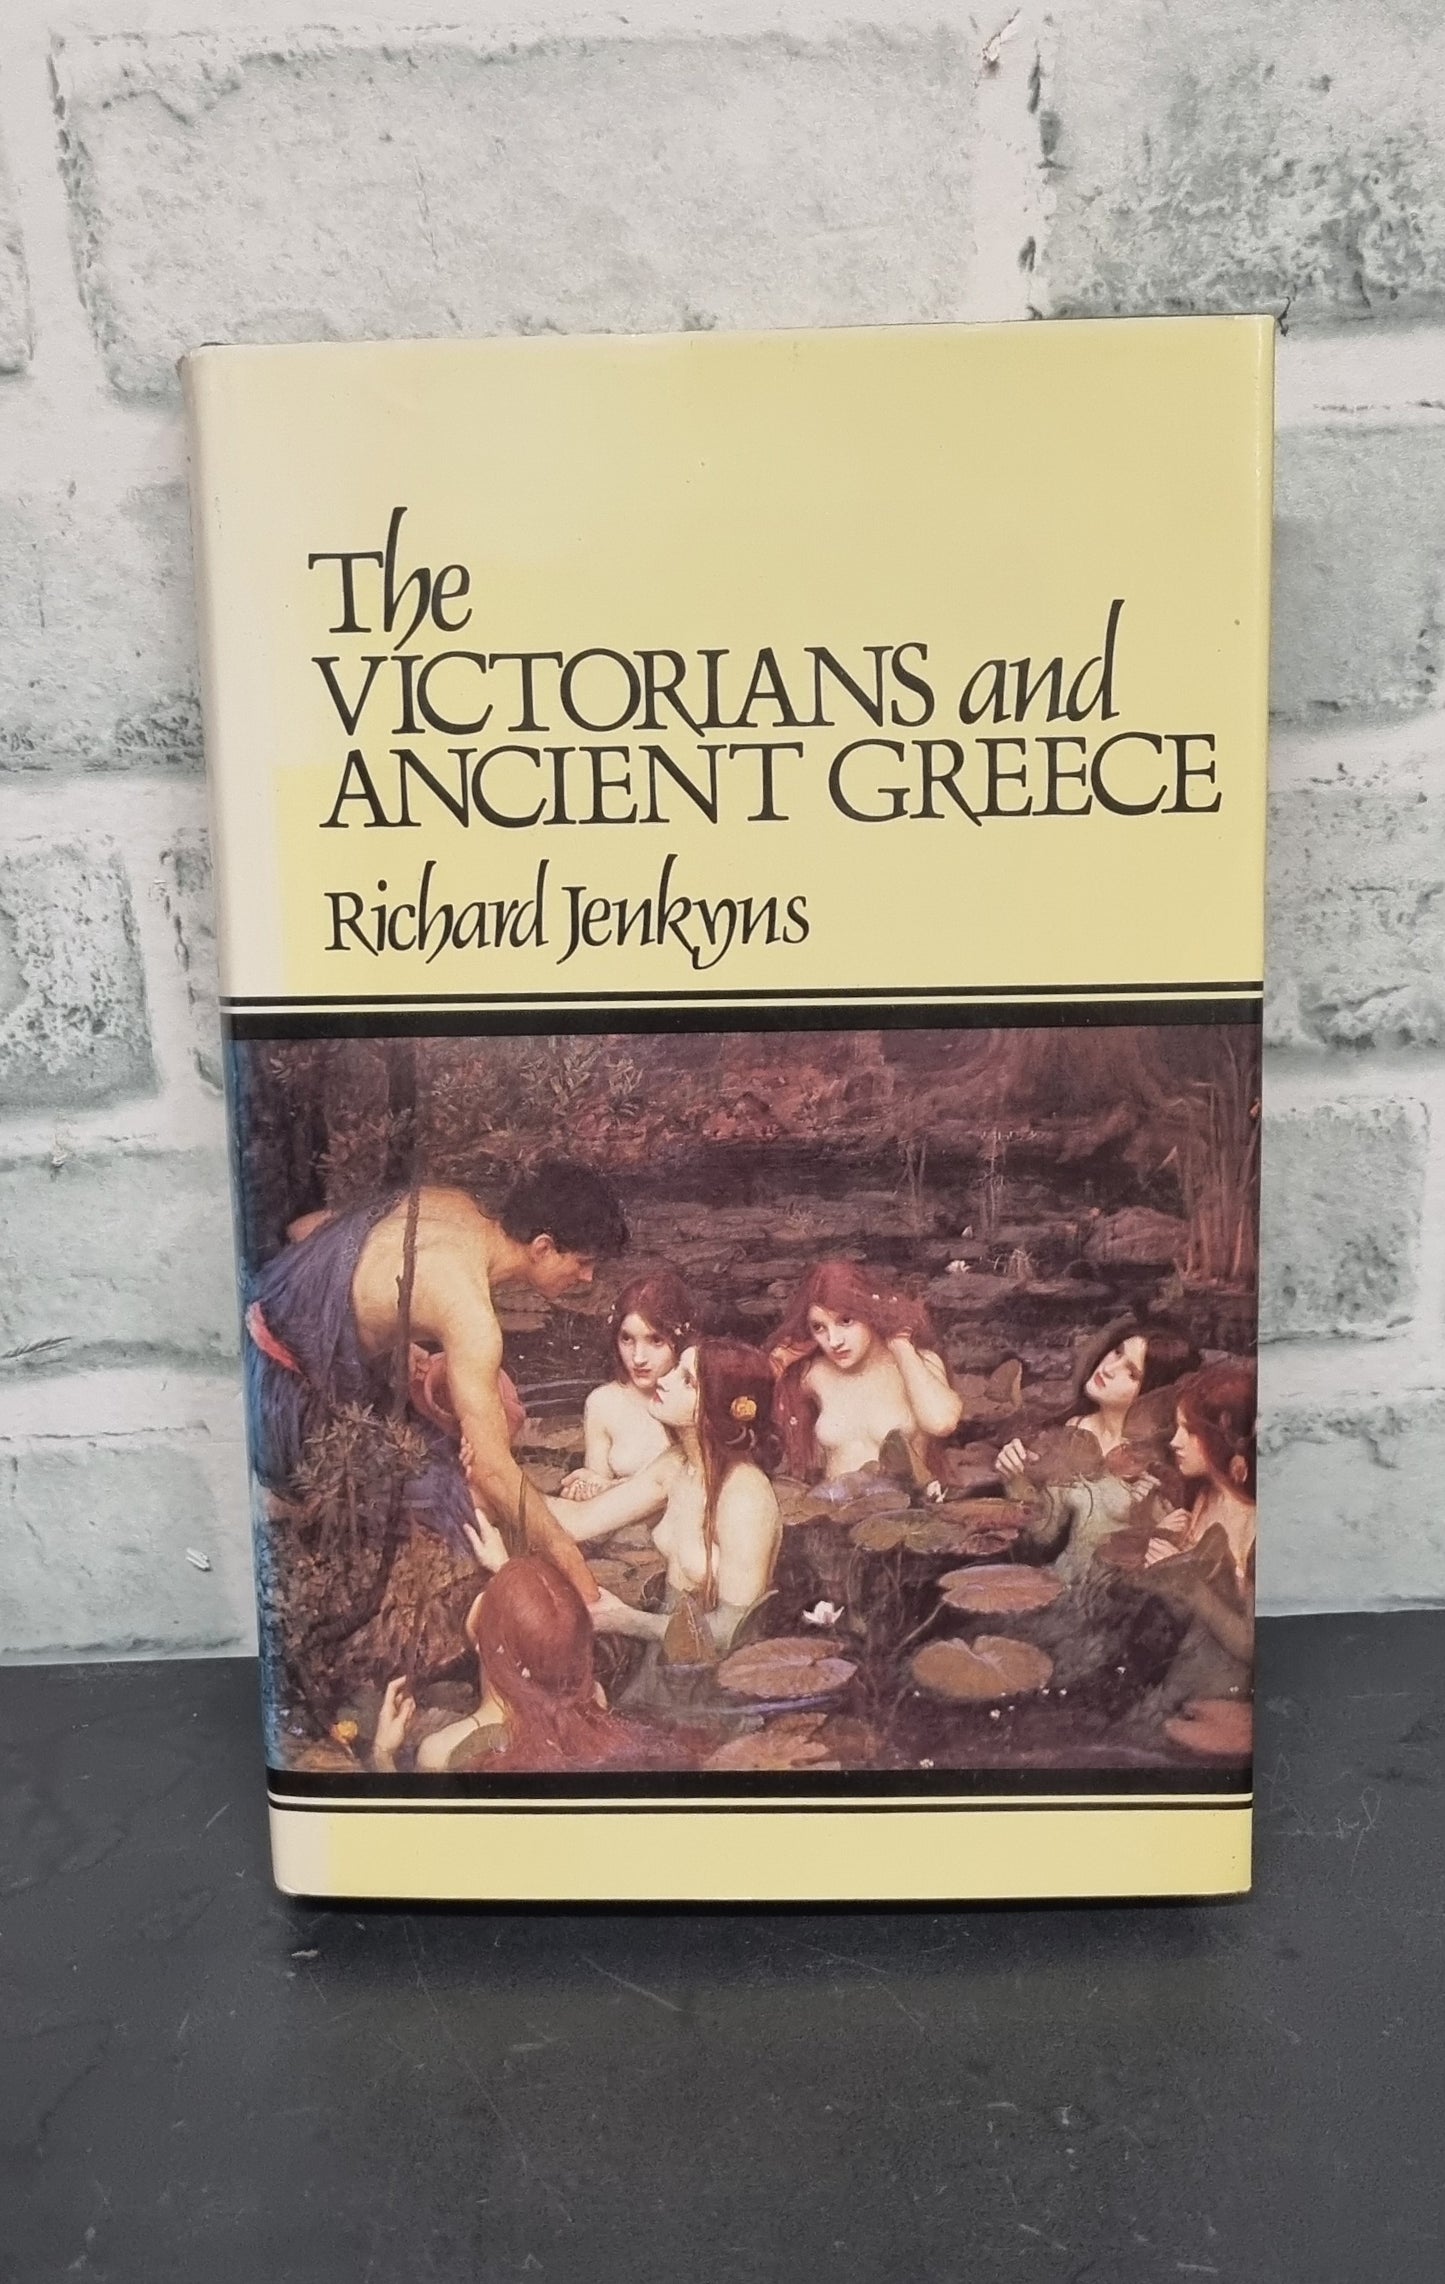 The
VICTORIANS and
ANCIENT GREECE
Richard Jenkyns